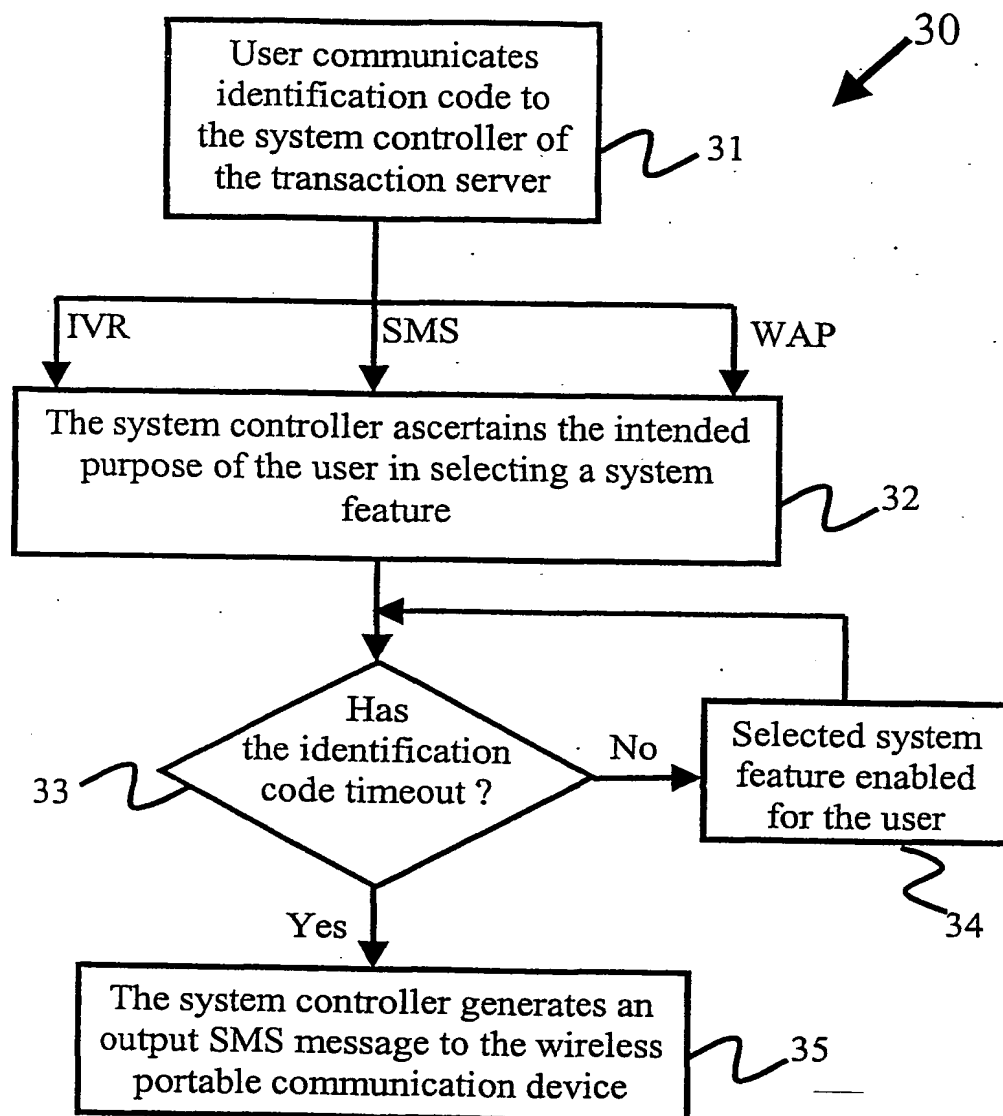 30
User communicates
identification code to
the system controller of
the transaction server
31
IVR
SMS
WAP
The system controller ascertains the intended
purpose of the user in selecting a system
feature
32
Has
the identification
code timeout ?
33
No
Selected system
feature enabled
for the user
34
Yes
The system controller generates an
output SMS message to the wireless
portable communication device
35